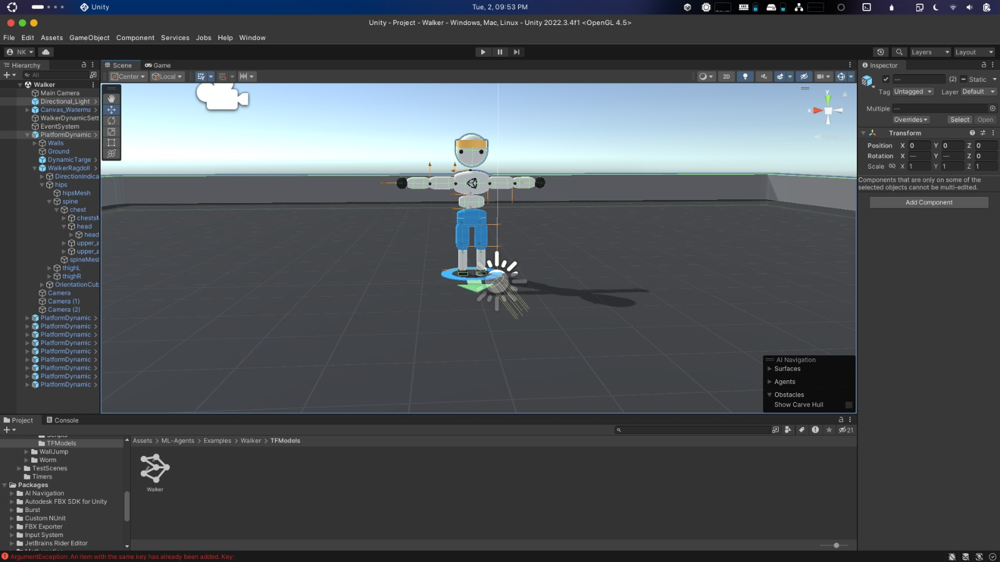 Unity
Tue, 2, 09:53 PM
Unity - Project - Walker - Windows, Mac, Linux - Unity 2022.3.4f1 <OpenGL 4.5>
File Edit Assets GameObject Component Services Jobs Help Window
NK
Layers Layout
Hierarchy
Scene Game
Inspector
All
Center Local
2D
— (2) Static
Walker
Main Camera
Directional_Light
Canvas_Waterma
WalkerDynamicSett
EventSystem
PlatformDynamic
Walls
Ground
DynamicTarge
WalkerRagdoll
DirectionIndica
hips
hipsMesh
spine
chest
chestsM
head
head
upper_a
upper_a
spineMesl
thighL
thighR
OrientationCub
Camera
Camera (1)
Camera (2)
PlatformDynamic
PlatformDynamic
PlatformDynamic
PlatformDynamic
PlatformDynamic
PlatformDynamic
PlatformDynamic
PlatformDynamic
PlatformDynamic
y
x
Tag Untagged Layer Default
Multiple —
Overrides Select Open
Transform
Position X 0 Y 0 Z 0
Rotation X — Y — Z 0
Scale X 1 Y 1 Z 1
Components that are only on some of the
selected objects cannot be multi-edited.
Add Component
AI Navigation
Surfaces
Agents
Obstacles
Show Carve Hull
Project Console
21
Scripts
TFModels
WallJump
Worm
TestScenes
Timers
Packages
AI Navigation
Autodesk FBX SDK for Unity
Burst
Custom NUnit
FBX Exporter
Input System
JetBrains Rider Editor
Assets > ML-Agents > Examples > Walker > TFModels
Walker
ArgumentException: An item with the same key has already been added. Key: